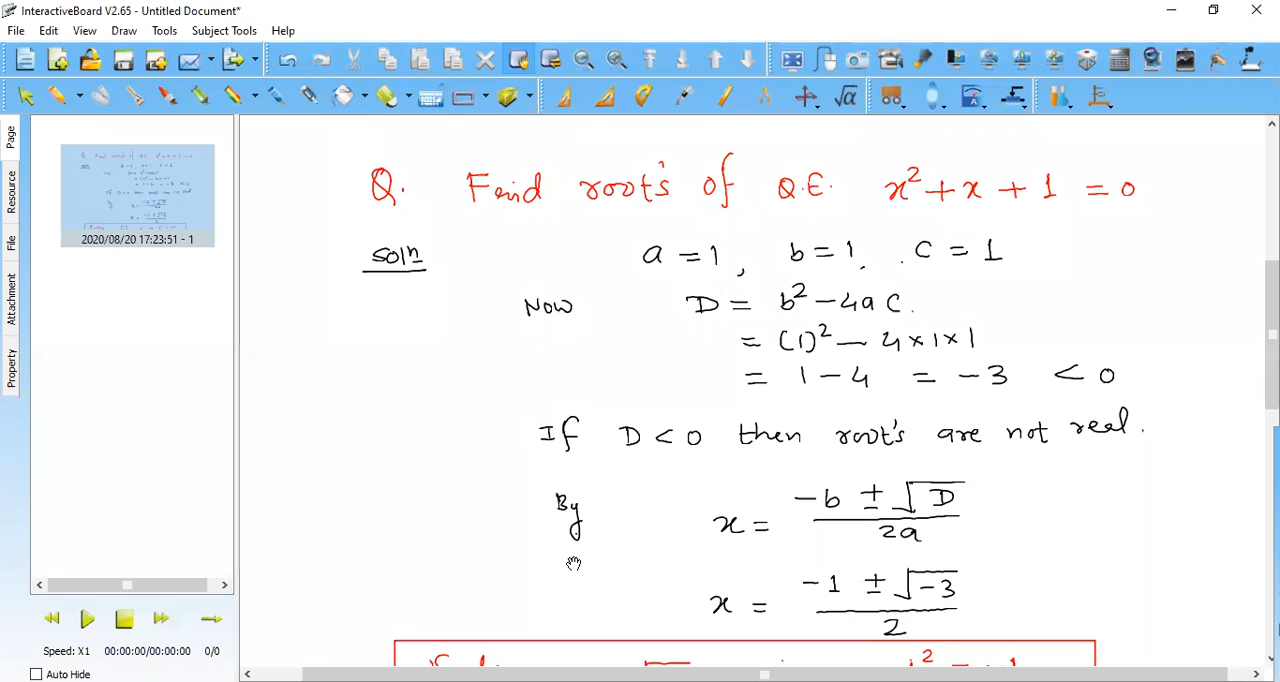 InteractiveBoard V2.65 - Untitled Document*
File Edit View Draw Tools Subject Tools Help
Page
Resource
File
Attachment
Property
2020/08/20 17:23:51 - 1
Speed: X1 00:00:00/00:00:00 0/0
Auto Hide
Q. Find root's of Q.E. x² + x + 1 = 0
Soln a = 1, b = 1, c = 1
Now D = b² - 4ac.
= (1)² - 4×1×1
= 1 - 4 = -3 < 0
If D < 0 then root's are not real.
By x = (-b ± √D)/2a
x = (-1 ± √-3)/2